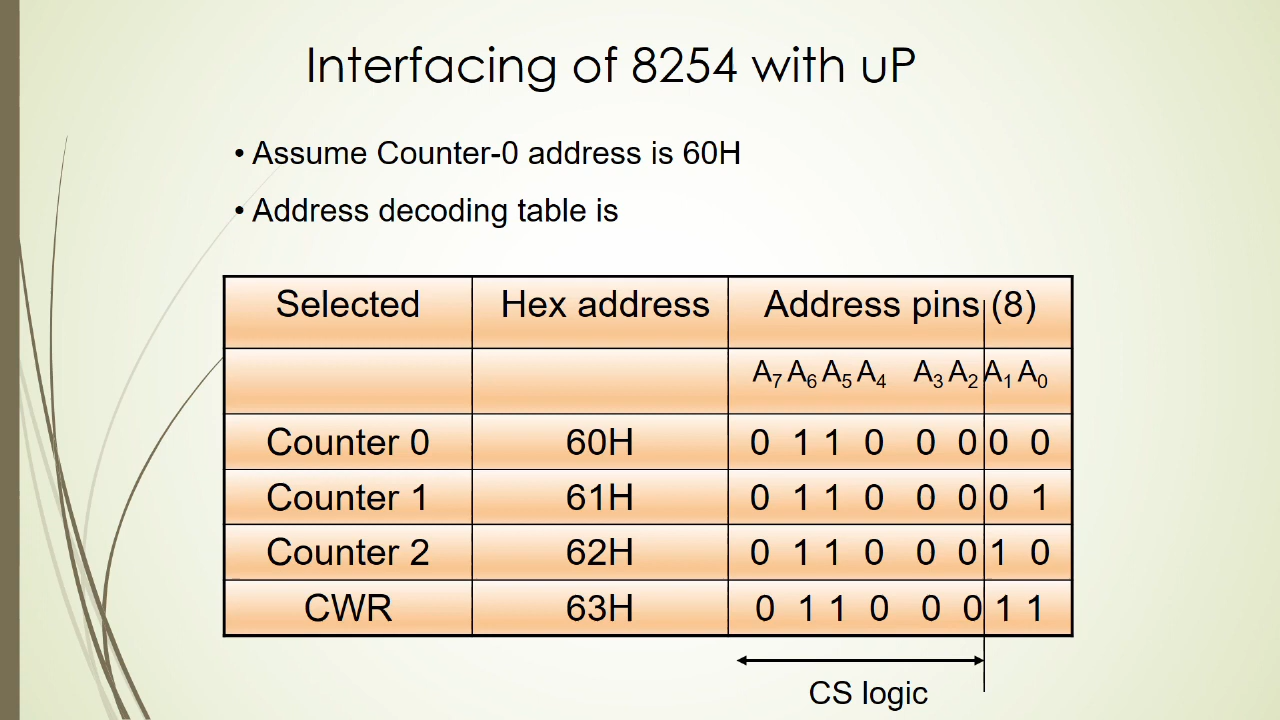 Interfacing of 8254 with uP
• Assume Counter-0 address is 60H
• Address decoding table is
Selected Hex address Address pins (8)
A₇ A₆ A₅ A₄ A₃ A₂ A₁ A₀
Counter 0 60H 0 1 1 0 0 0 0 0
Counter 1 61H 0 1 1 0 0 0 0 1
Counter 2 62H 0 1 1 0 0 0 1 0
CWR 63H 0 1 1 0 0 0 1 1
CS logic